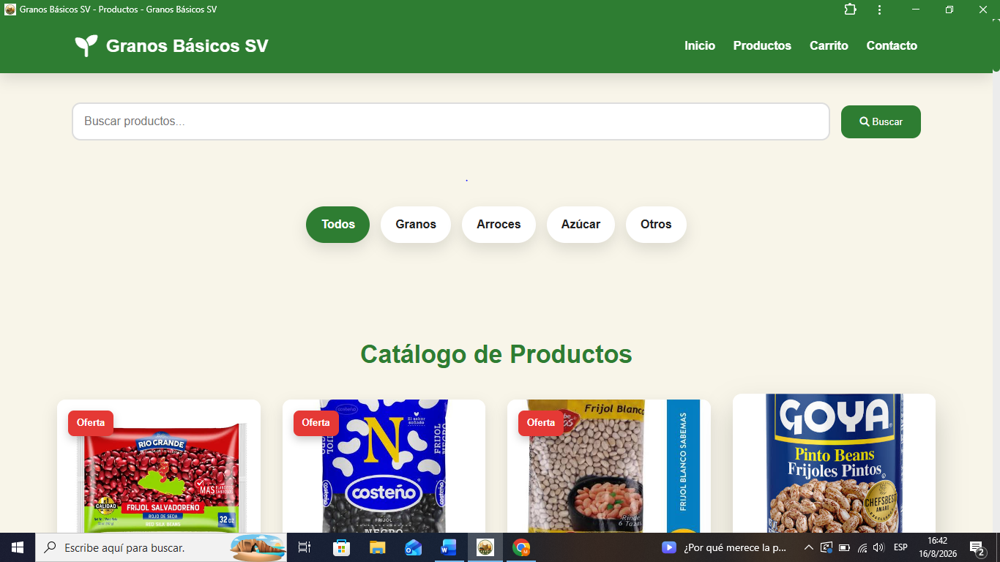 Granos Básicos SV - Productos - Granos Básicos SV
Granos Básicos SV
Inicio Productos Carrito Contacto
Buscar productos...
Buscar
Todos Granos Arroces Azúcar Otros
Catálogo de Productos
Oferta
RIO GRANDE
MÁS
CALIDAD
FRIJOL SALVADOREÑO
ROJO DE SEDA
RED SILK BEANS
32 oz
Oferta
costeño
N
El sabor
soñado
FRIJOL
costeño
FRIJOL
NEGRO
Oferta
Frijol Blanco
Rinde
6 Tazas
FRIJOL BLANCO SABEMAS
GOYA
Pinto Beans
Frijoles Pintos
CHEFSBEST
AWARD
EXCELLENCE
Escribe aquí para buscar.
¿Por qué merece la p...
ESP
16:42
16/8/2026
2